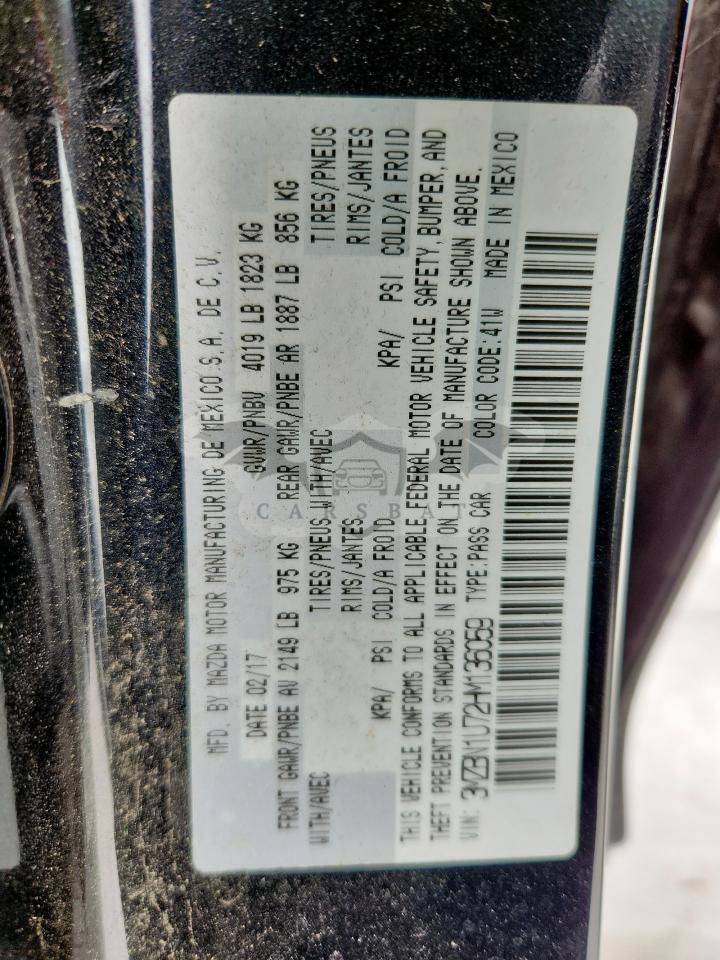 MFD. BY MAZDA MOTOR MANUFACTURING DE MEXICO S.A. DE C.V.
DATE 02/17 GVWR/PNBV 4019 LB 1823 KG
FRONT GAWR/PNBE AV 2149 LB 975 KG REAR GAWR/PNBE AR 1887 LB 856 KG
WITH/AVEC TIRES/PNEUS WITH/AVEC TIRES/PNEUS
RIMS/JANTES RIMS/JANTES
KPA/ PSI COLD/A FROID KPA/ PSI COLD/A FROID
THIS VEHICLE CONFORMS TO ALL APPLICABLE FEDERAL MOTOR VEHICLE SAFETY, BUMPER, AND
THEFT PREVENTION STANDARDS IN EFFECT ON THE DATE OF MANUFACTURE SHOWN ABOVE.
VIN: 3MZBN1U72HM136059 TYPE:PASS CAR COLOR CODE:41W MADE IN MEXICO
CARSBAT